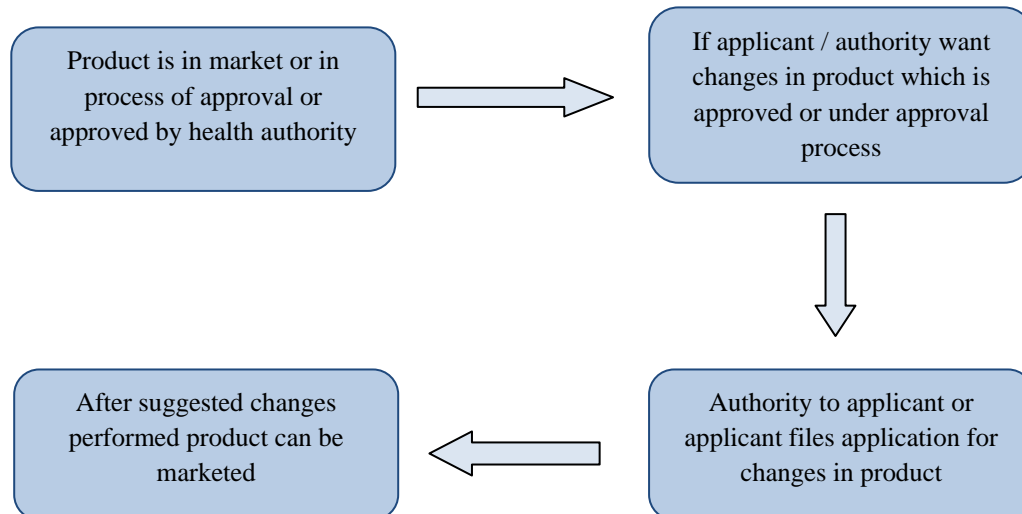 Product is in market or in
process of approval or
approved by health authority
If applicant / authority want
changes in product which is
approved or under approval
process
Authority to applicant or
applicant files application for
changes in product
After suggested changes
performed product can be
marketed